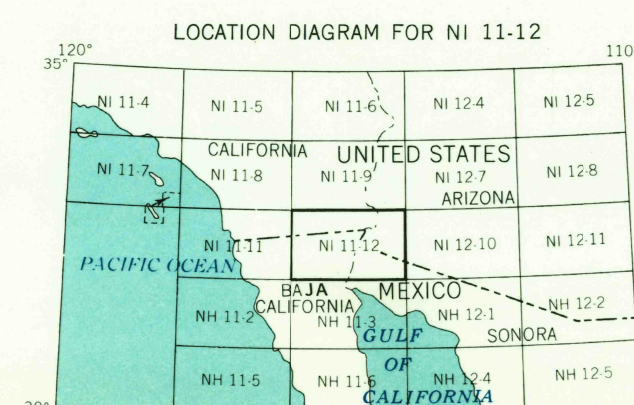 LOCATION DIAGRAM FOR NI 11-12
120° 110
35°
NI 11-4 NI 11-5 NI 11-6 NI 12-4 NI 12-5
CALIFORNIA UNITED STATES
NI 11-7 NI 11-8 NI 11-9 NI 12-7 NI 12-8
ARIZONA
NI 11-11 NI 11-12 NI 12-10 NI 12-11
PACIFIC OCEAN
BAJA CALIFORNIA MEXICO
NH 11-2 NH 11-3 NH 12-1 NH 12-2
GULF OF CALIFORNIA SONORA
NH 11-5 NH 11-6 NH 12-4 NH 12-5